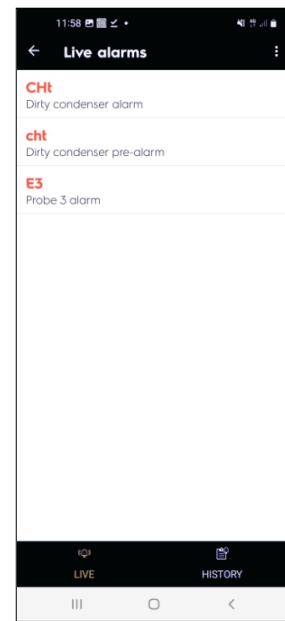 11:58
Live alarms
CHt
Dirty condenser alarm
cht
Dirty condenser pre-alarm
E3
Probe 3 alarm
LIVE
HISTORY